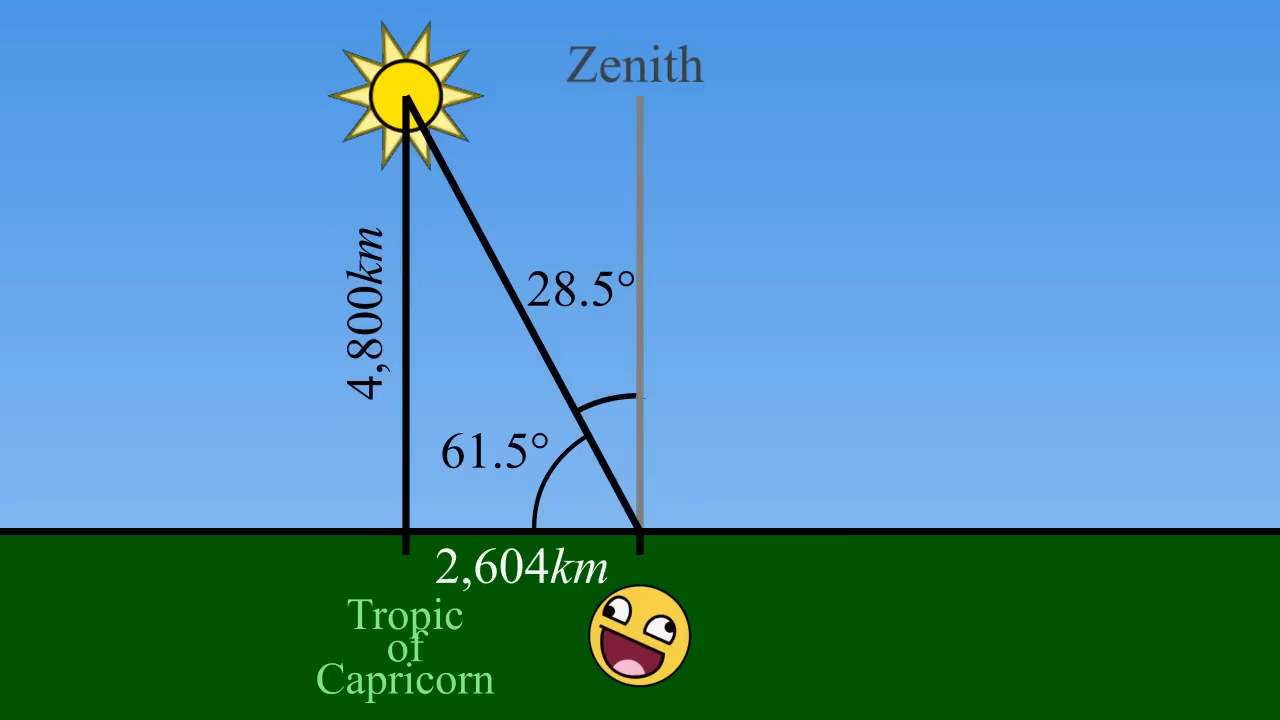 Zenith
4,800km
28.5°
61.5°
2,604km
Tropic
of
Capricorn